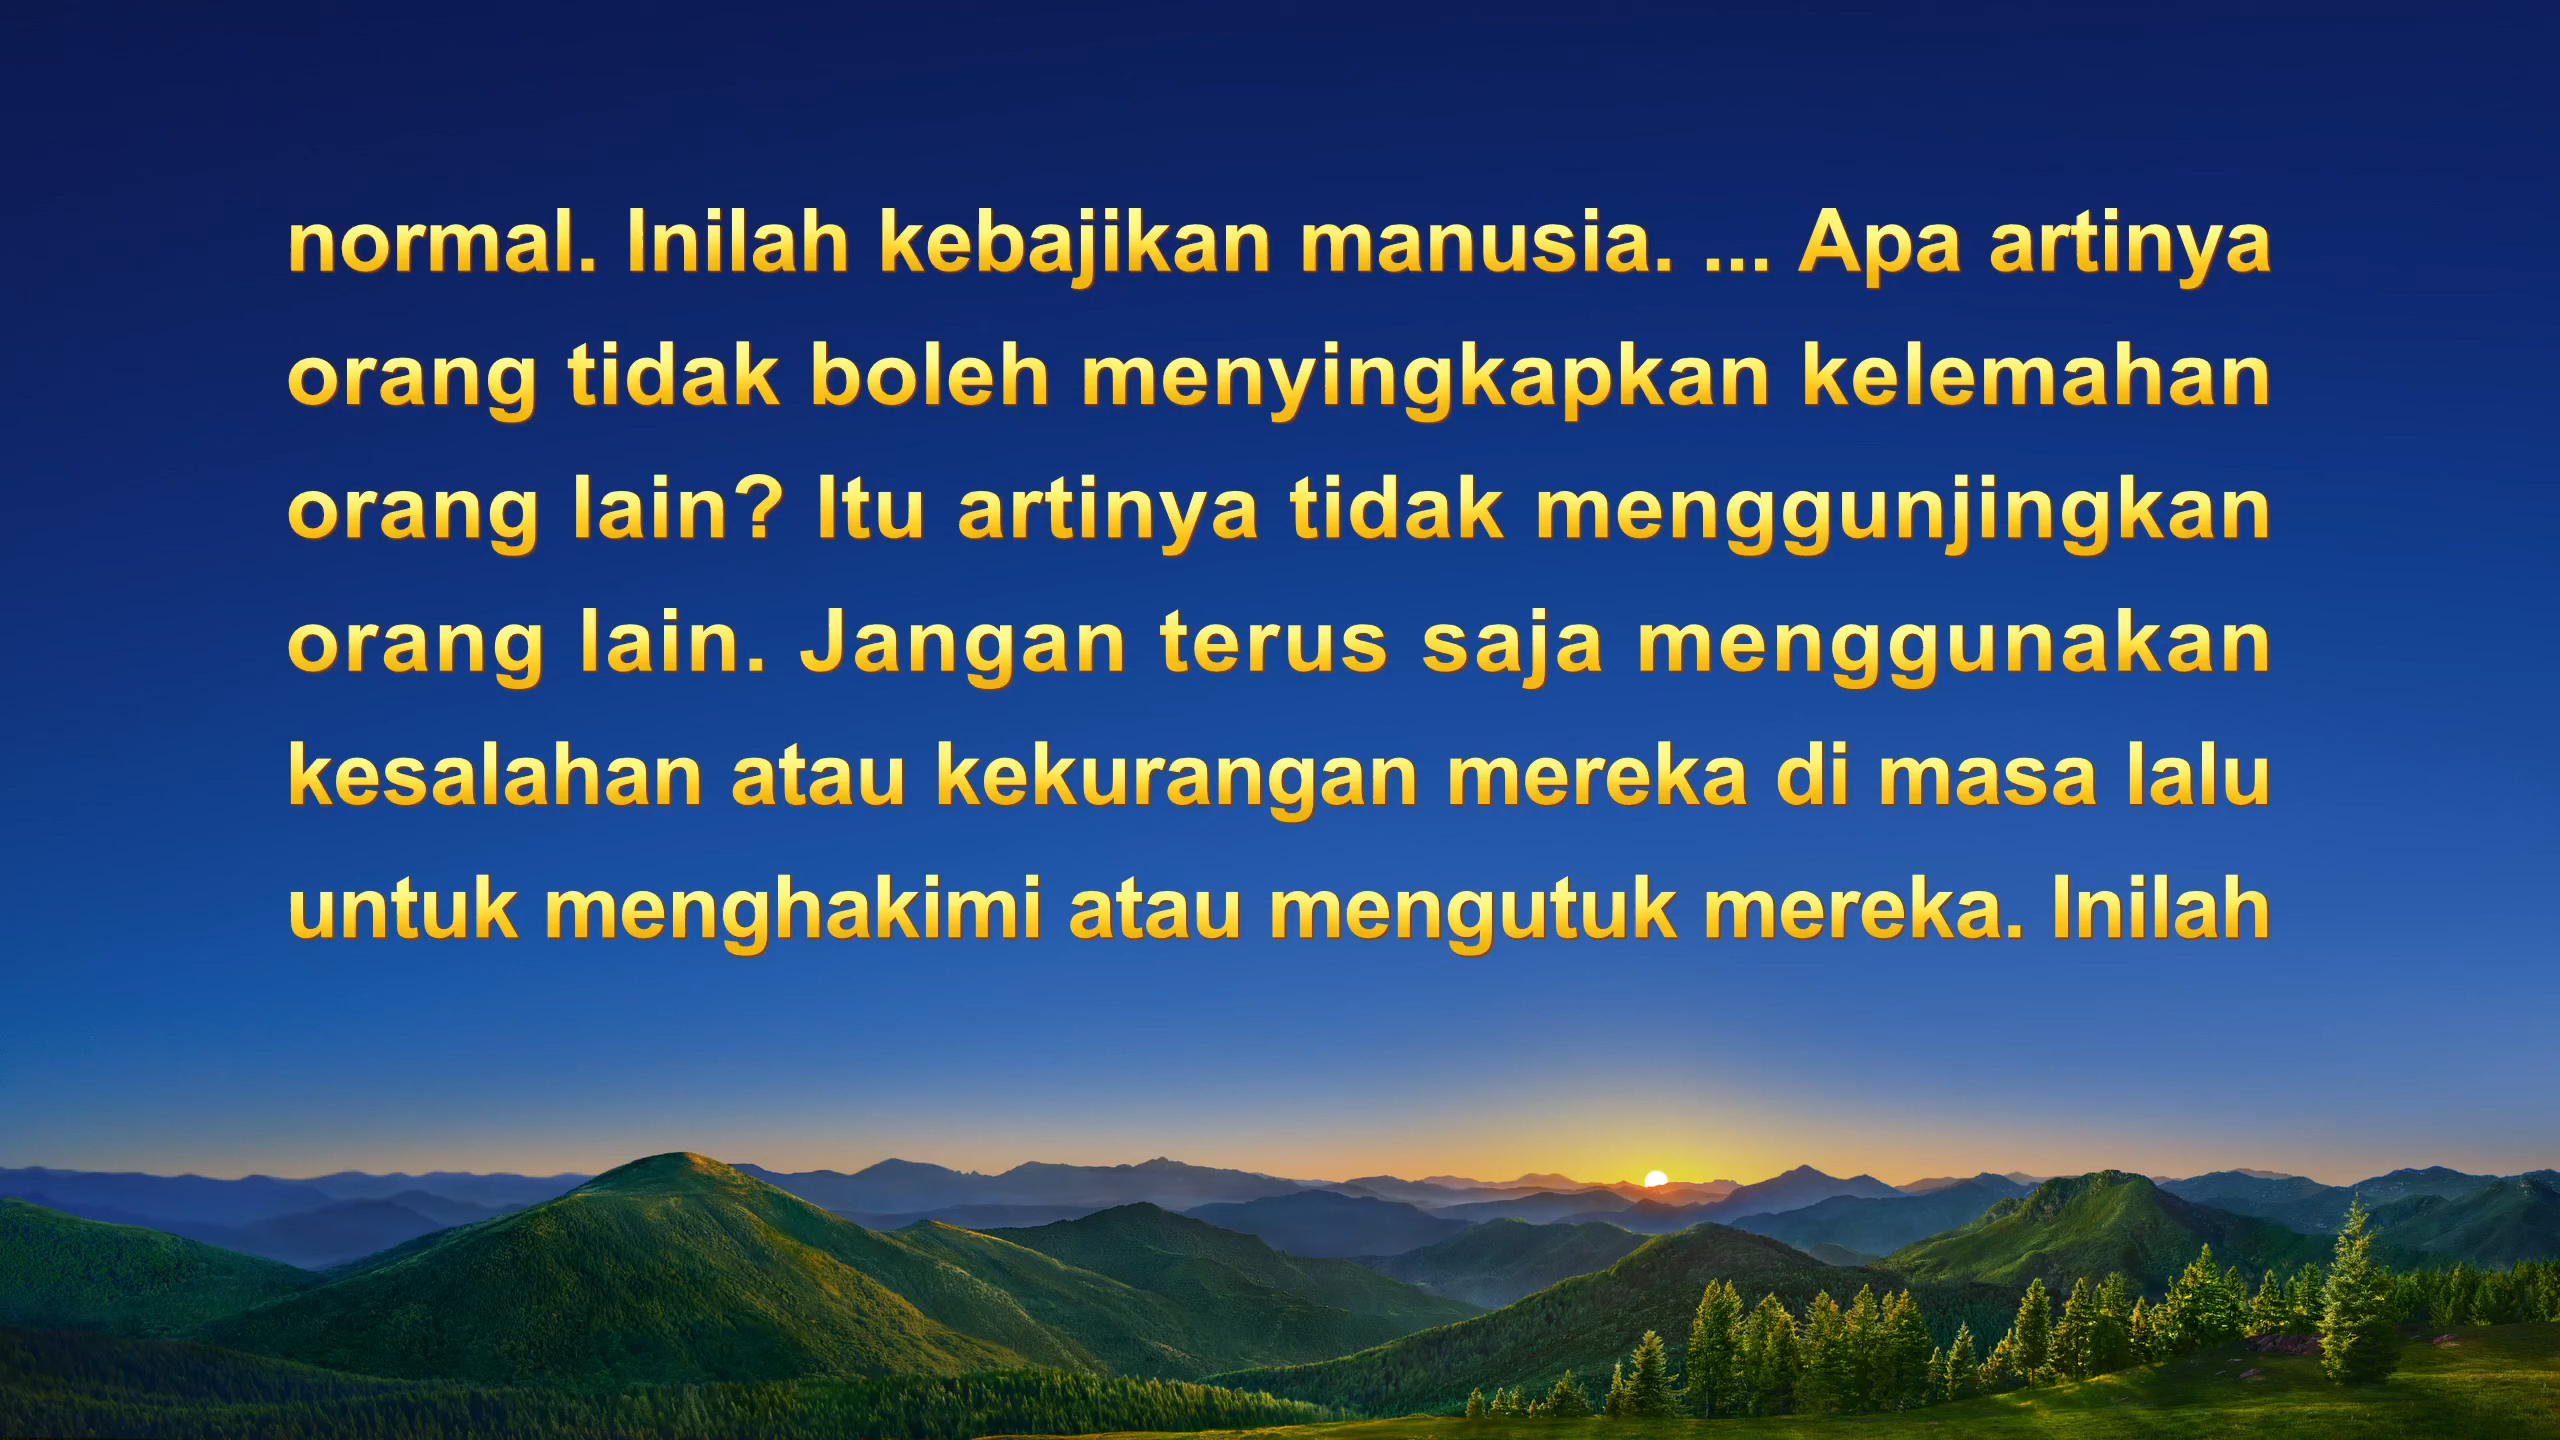 normal. Inilah kebajikan manusia. ... Apa artinya
orang tidak boleh menyingkapkan kelemahan
orang lain? Itu artinya tidak menggunjingkan
orang lain. Jangan terus saja menggunakan
kesalahan atau kekurangan mereka di masa lalu
untuk menghakimi atau mengutuk mereka. Inilah